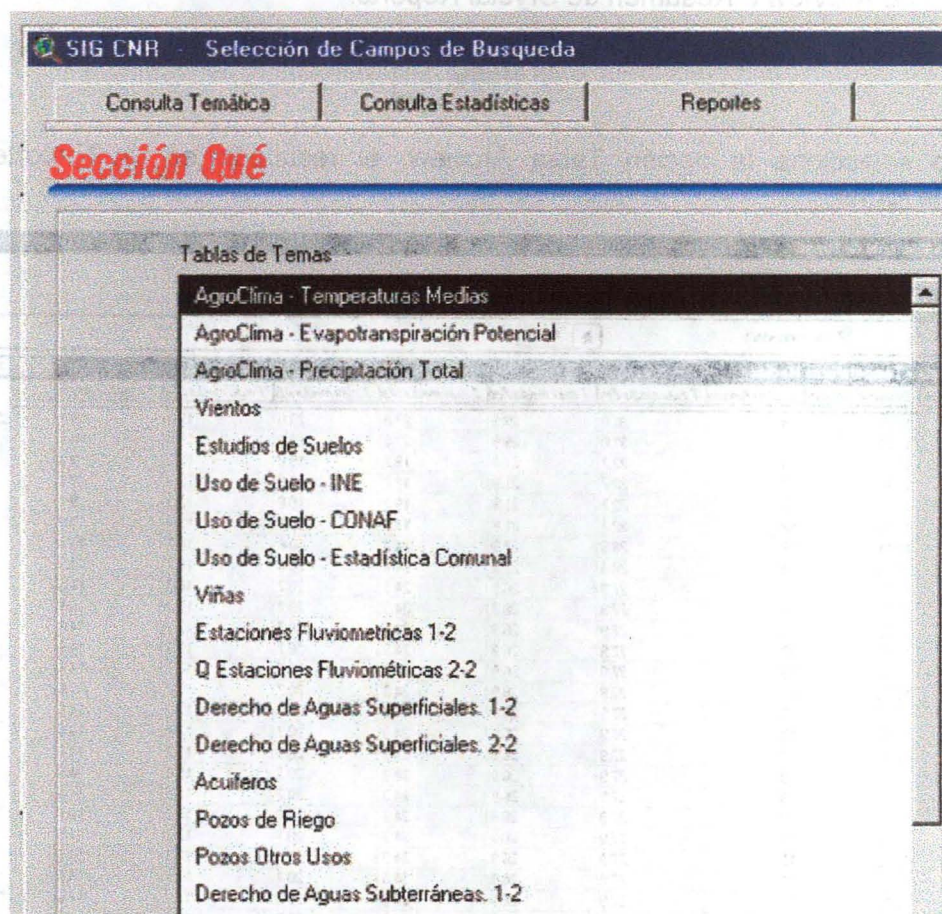 SIG CNR - Selección de Campos de Busqueda
Consulta Temática
Consulta Estadísticas
Reportes
Sección Qué
Tablas de Temas
AgroClima - Temperaturas Medias
AgroClima - Evapotranspiración Potencial
AgroClima - Precipitación Total
Vientos
Estudios de Suelos
Uso de Suelo - INE
Uso de Suelo - CONAF
Uso de Suelo - Estadística Comunal
Viñas
Estaciones Fluviometricas 1-2
Q Estaciones Fluviométricas 2-2
Derecho de Aguas Superficiales. 1-2
Derecho de Aguas Superficiales. 2-2
Acuiferos
Pozos de Riego
Pozos Otros Usos
Derecho de Aguas Subterráneas. 1-2